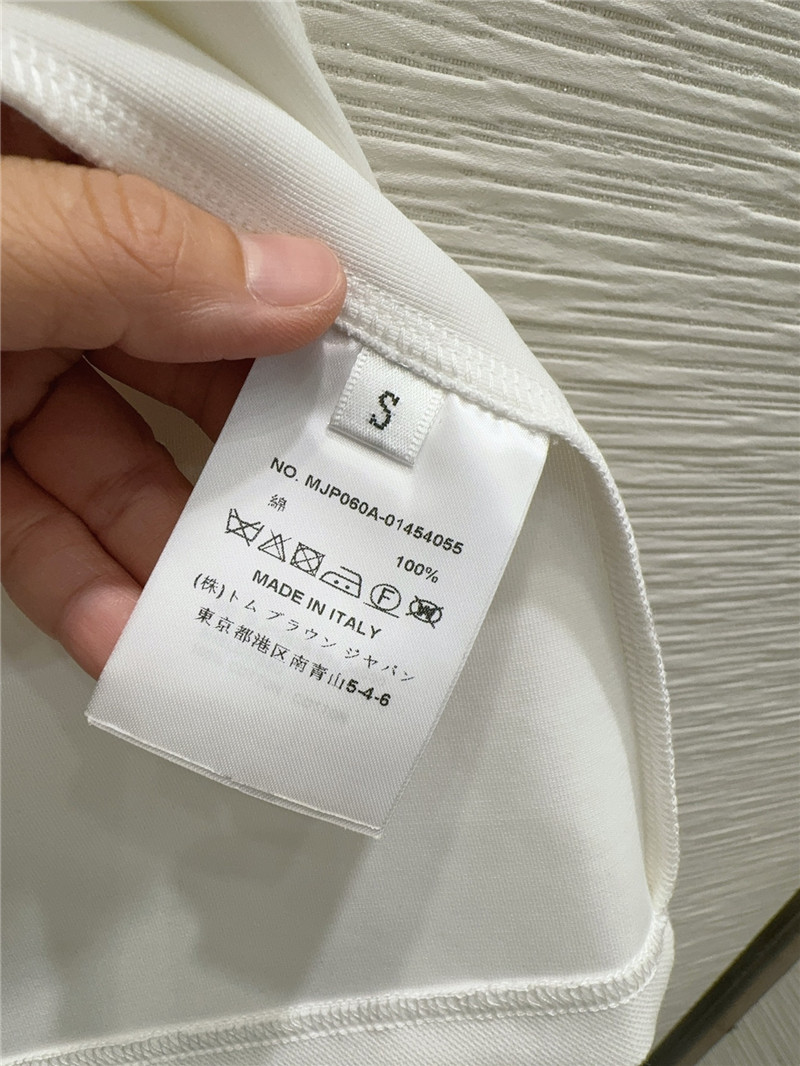 S
NO. MJP060A-01454055
綿
100%
F
W
MADE IN ITALY
(株)トム ブラウン ジャパン
東京都港区南青山5-4-6